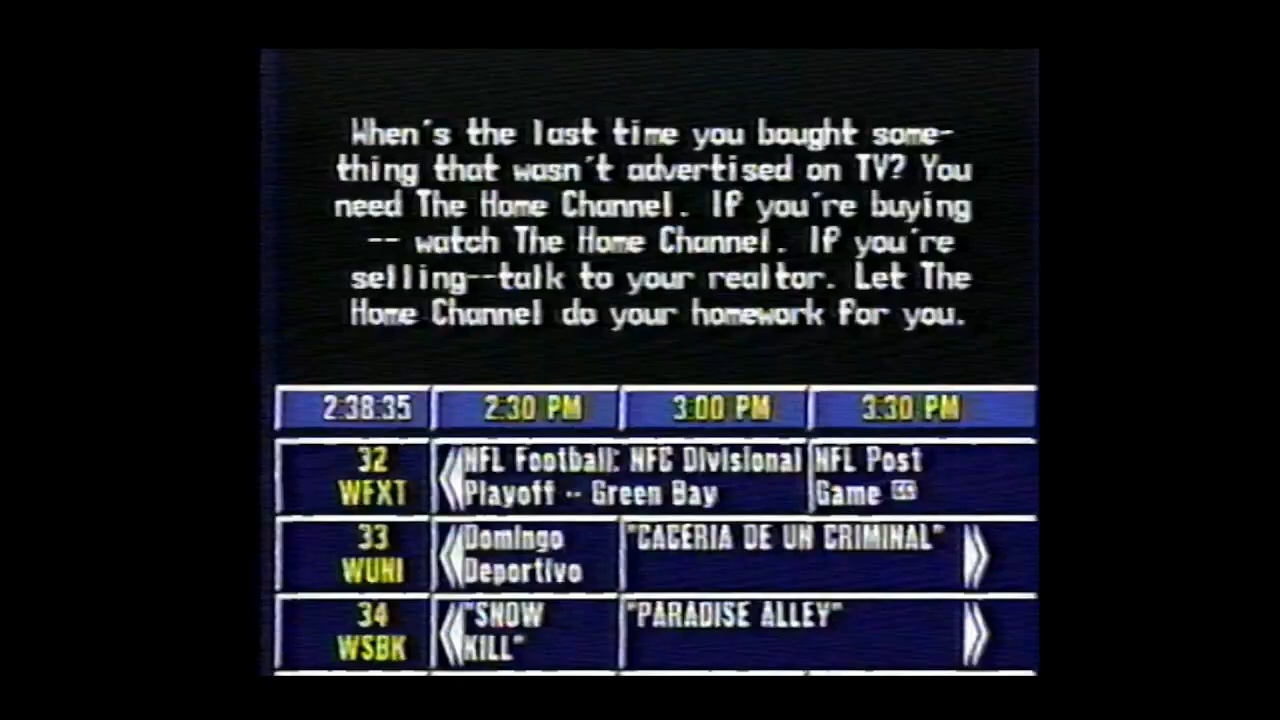 When's the last time you bought some-
thing that wasn't advertised on TV? You
need The Home Channel. If you're buying
-- watch The Home Channel. If you're
selling--talk to your realtor. Let The
Home Channel do your homework for you.
2:38:35 2:30 PM 3:00 PM 3:30 PM
32 NFL Football: NFC Divisional NFL Post
WFXT Playoff -- Green Bay Game CC
33 Domingo "CACERIA DE UN CRIMINAL"
WUNI Deportivo
34 "SNOW "PARADISE ALLEY"
WSBK KILL"